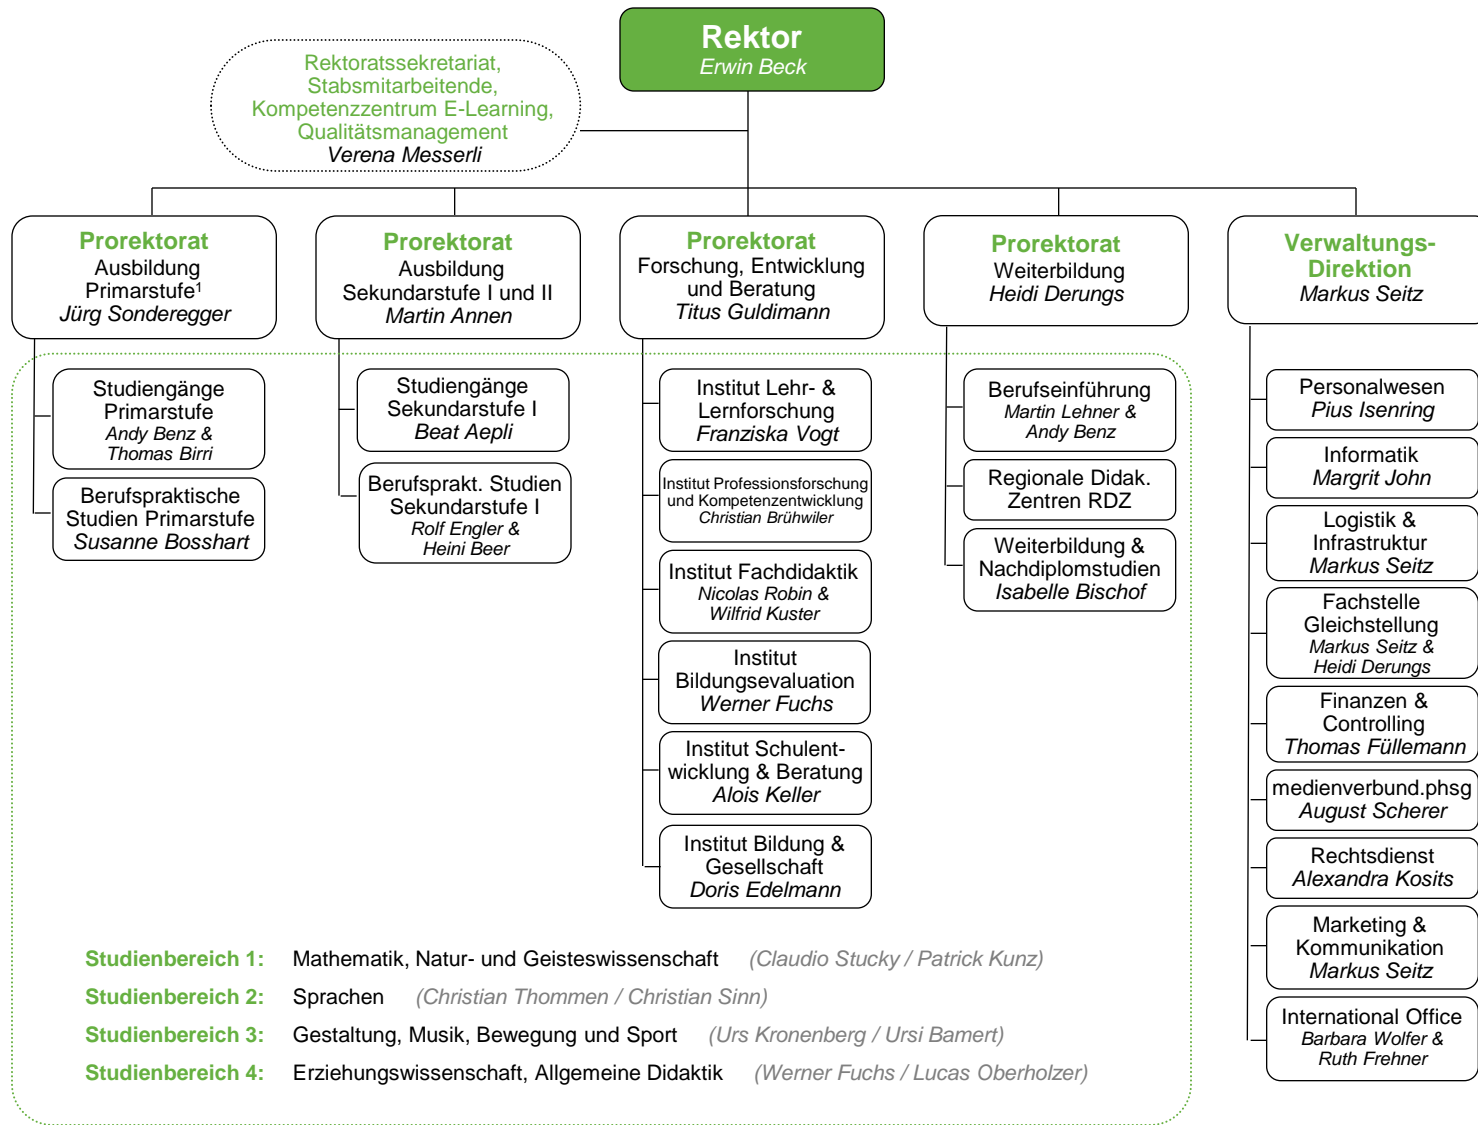 Rektor
Erwin Beck
Rektoratssekretariat,
Stabsmitarbeitende,
Kompetenzzentrum E-Learning,
Qualitätsmanagement
Verena Messerli
Prorektorat
Ausbildung
Primarstufe¹
Jürg Sonderegger
Prorektorat
Ausbildung
Sekundarstufe I und II
Martin Annen
Prorektorat
Forschung, Entwicklung
und Beratung
Titus Guldimann
Prorektorat
Weiterbildung
Heidi Derungs
Verwaltungs-
Direktion
Markus Seitz
Studiengänge
Primarstufe
Andy Benz &
Thomas Birri
Berufspraktische
Studien Primarstufe
Susanne Bosshart
Studiengänge
Sekundarstufe I
Beat Aepli
Berufsprakt. Studien
Sekundarstufe I
Rolf Engler &
Heini Beer
Institut Lehr- &
Lernforschung
Franziska Vogt
Institut Professionsforschung
und Kompetenzentwicklung
Christian Brühwiler
Institut Fachdidaktik
Nicolas Robin &
Wilfrid Kuster
Institut
Bildungsevaluation
Werner Fuchs
Institut Schulent-
wicklung & Beratung
Alois Keller
Institut Bildung &
Gesellschaft
Doris Edelmann
Berufseinführung
Martin Lehner &
Andy Benz
Regionale Didak.
Zentren RDZ
Weiterbildung &
Nachdiplomstudien
Isabelle Bischof
Personalwesen
Pius Isenring
Informatik
Margrit John
Logistik &
Infrastruktur
Markus Seitz
Fachstelle
Gleichstellung
Markus Seitz &
Heidi Derungs
Finanzen &
Controlling
Thomas Füllemann
medienverbund.phsg
August Scherer
Rechtsdienst
Alexandra Kosits
Marketing &
Kommunikation
Markus Seitz
International Office
Barbara Wolfer &
Ruth Frehner
Studienbereich 1: Mathematik, Natur- und Geisteswissenschaft (Claudio Stucky / Patrick Kunz)
Studienbereich 2: Sprachen (Christian Thommen / Christian Sinn)
Studienbereich 3: Gestaltung, Musik, Bewegung und Sport (Urs Kronenberg / Ursi Bamert)
Studienbereich 4: Erziehungswissenschaft, Allgemeine Didaktik (Werner Fuchs / Lucas Oberholzer)